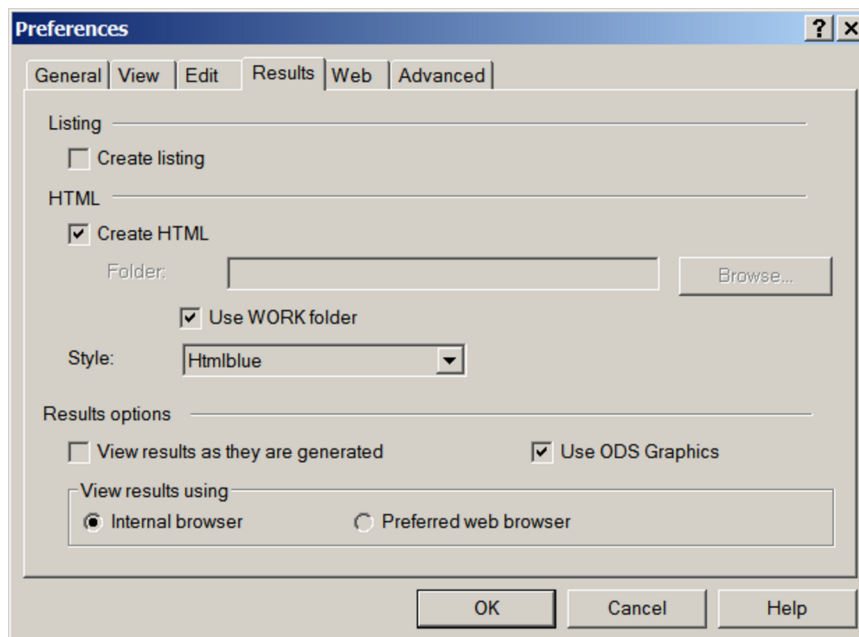 Preferences
General View Edit Results Web Advanced
Listing
Create listing
HTML
Create HTML
Folder: Browse...
Use WORK folder
Style: Htmlblue
Results options
View results as they are generated Use ODS Graphics
View results using
Internal browser Preferred web browser
OK Cancel Help